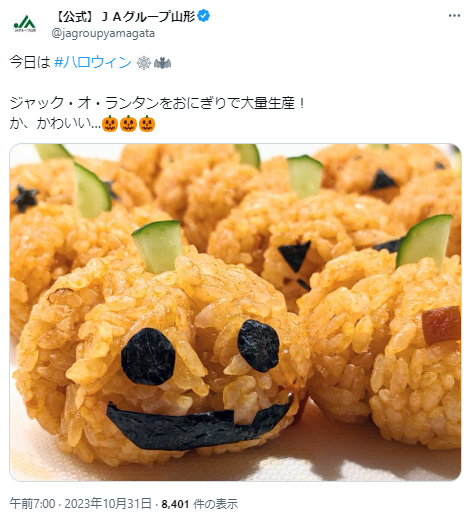 【公式】ＪＡグループ山形
@jagroupyamagata
今日は #ハロウィン 🕸️🦇
ジャック・オ・ランタンをおにぎりで大量生産！
か、かわいい…🎃🎃🎃
午前7:00 · 2023年10月31日 · 8,401 件の表示